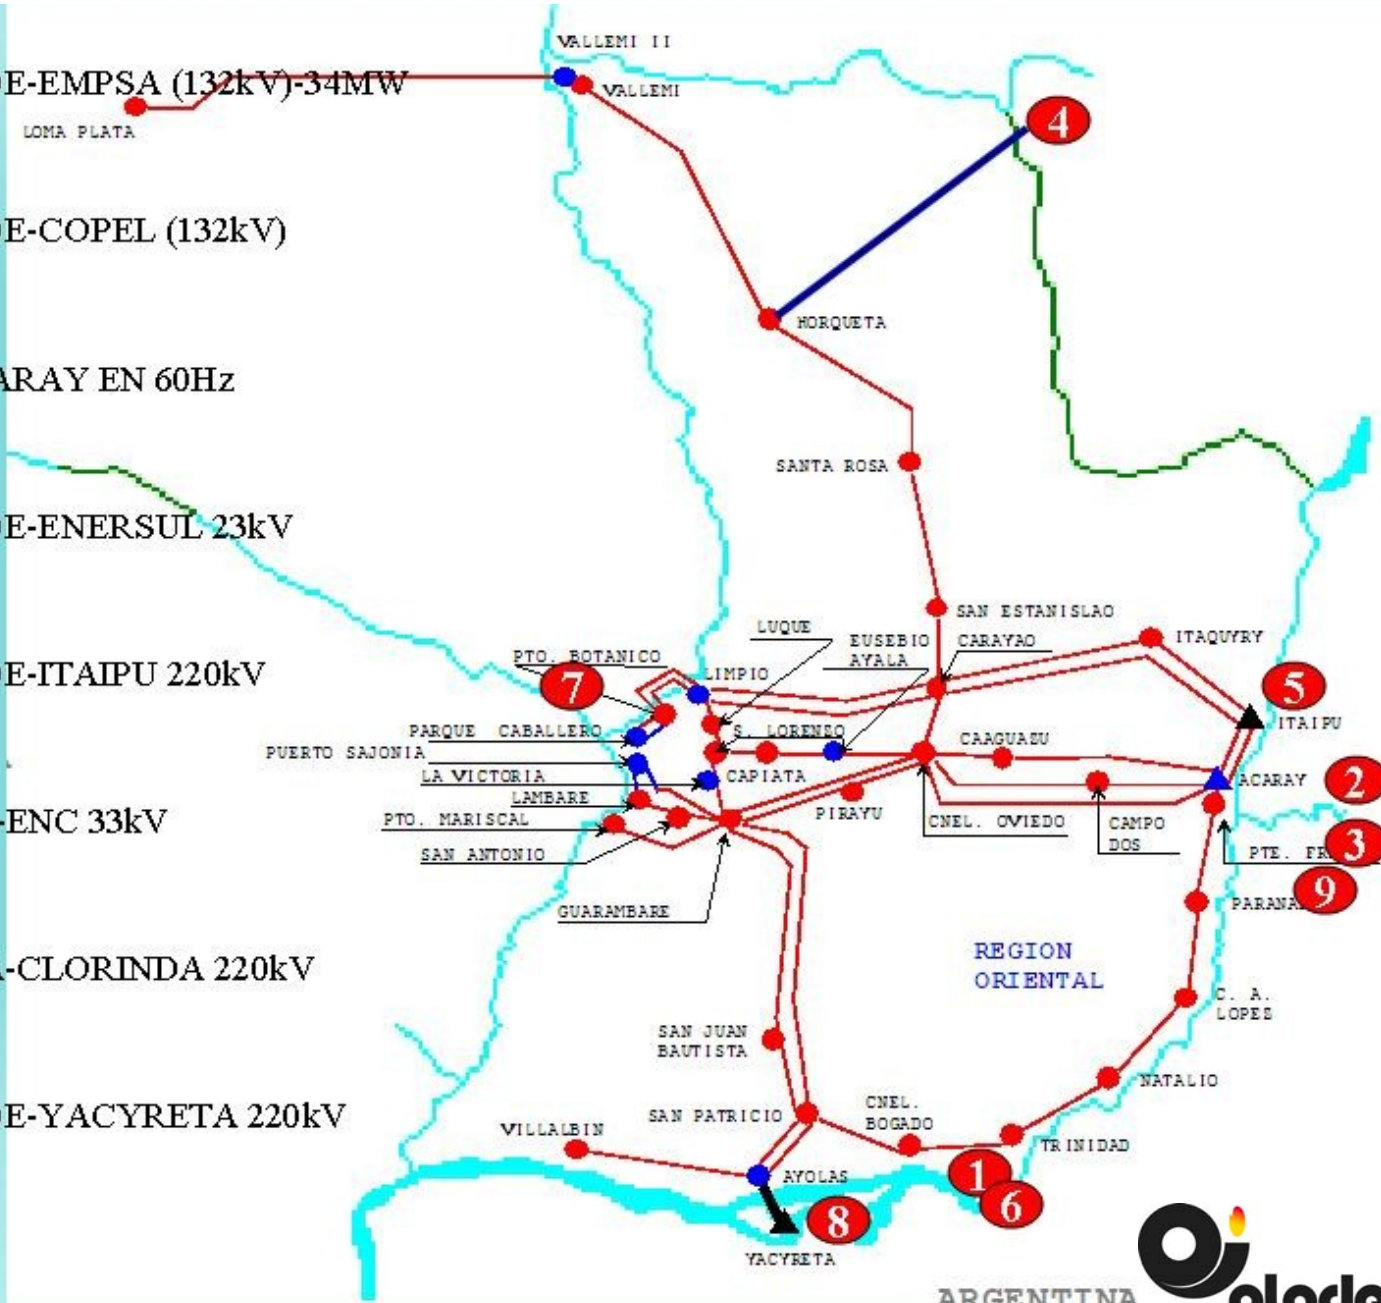 VALLEMI II
E-EMPSA (132kV)-34MW
VALLEMI
LOMA PLATA
4
E-COPEL (132kV)
HORQUETA
ARAY EN 60Hz
SANTA ROSA
E-ENERSUL 23kV
SAN ESTANISLAO
LUQUE
EUSEBIO
AYALA
CARAYAO
ITAQUYRY
PTO. BOTANICO
E-ITAIPU 220kV
7
LIMPIO
5
ITAIPU
PARQUE CABALLERO
S. LORENZO
CAAGUAZU
PUERTO SAJONIA
LA VICTORIA
CAPIATA
ACARAY
2
LAMBARE
-ENC 33kV
PTO. MARISCAL
PIRAYU
CNEL. OVIEDO
CAMPO
DOS
SAN ANTONIO
PTE.
3
9
GUARAMBARE
REGION
ORIENTAL
-CLORINDA 220kV
C. A.
LOPEZ
SAN JUAN
BAUTISTA
NATALIO
E-YACYRETA 220kV
SAN PATRICIO
CNEL.
BOGADO
VILLALBIN
TRINIDAD
1
AYOLAS
6
8
YACYRETA
ARGENTINA